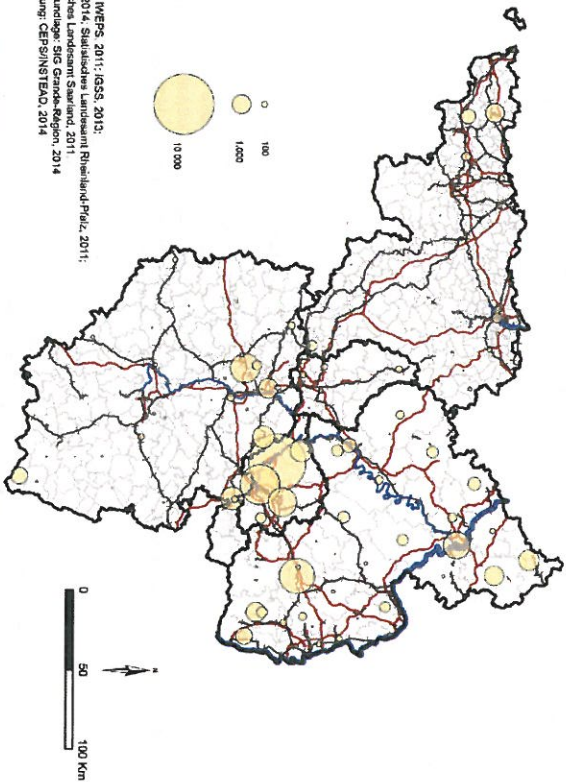 IWEPS, 2011; IGSS, 2013;
2014; Statistisches Landesamt Rheinland-Pfalz, 2011;
ches Landesamt Saarland, 2011
undlage: SIG Grande-Région, 2014
ung: CEPS/INSTEAD, 2014
100
1.000
10 000
N
0 50 100 Km